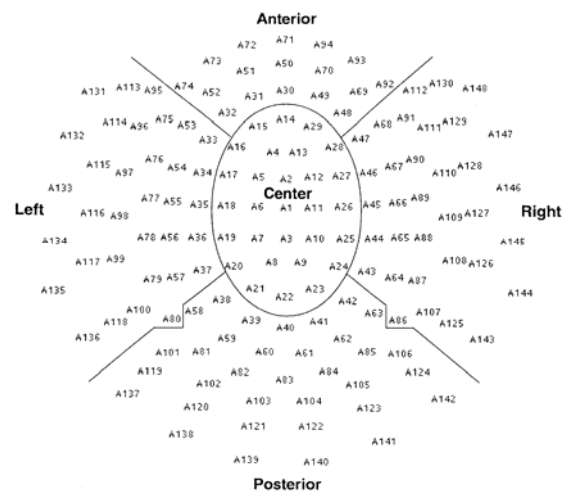 Anterior
A72 A71 A94
A73 A93
A51 A50 A70
A131 A113 A95 A74 A52 A31 A30 A49 A69 A92 A112 A130 A148
A32 A48
A132 A114 A96 A75 A53 A15 A14 A29 A68 A91 A111 A129 A147
A33 A16 A28 A47
A4 A13
A115 A97 A76 A54 A34 A17 A5 A2 A12 A27 A46 A67 A90 A110 A128
A133 A146
Center
A77 A55 A35 A18 A6 A1 A11 A26 A45 A66 A89
Left A116 A98 A109 A127 Right
A134 A78 A56 A36 A19 A7 A3 A10 A25 A44 A65 A88 A145
A117 A99 A8 A9 A108 A126
A79 A57 A37 A20 A24 A43 A64 A87
A135 A21 A22 A23 A144
A38 A42
A100 A58 A63 A107
A118 A80 A39 A40 A41 A86 A125
A136 A59 A62 A143
A101 A81 A60 A61 A85 A106
A119 A82 A83 A84 A124
A137 A102 A105 A142
A120 A103 A104 A123
A121 A122
A138 A141
A139 A140
Posterior